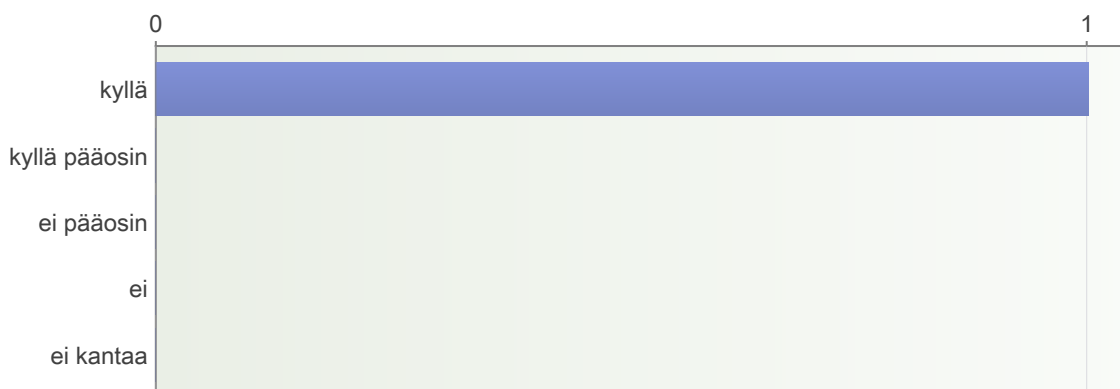 0 1
kyllä
kyllä pääosin
ei pääosin
ei
ei kantaa